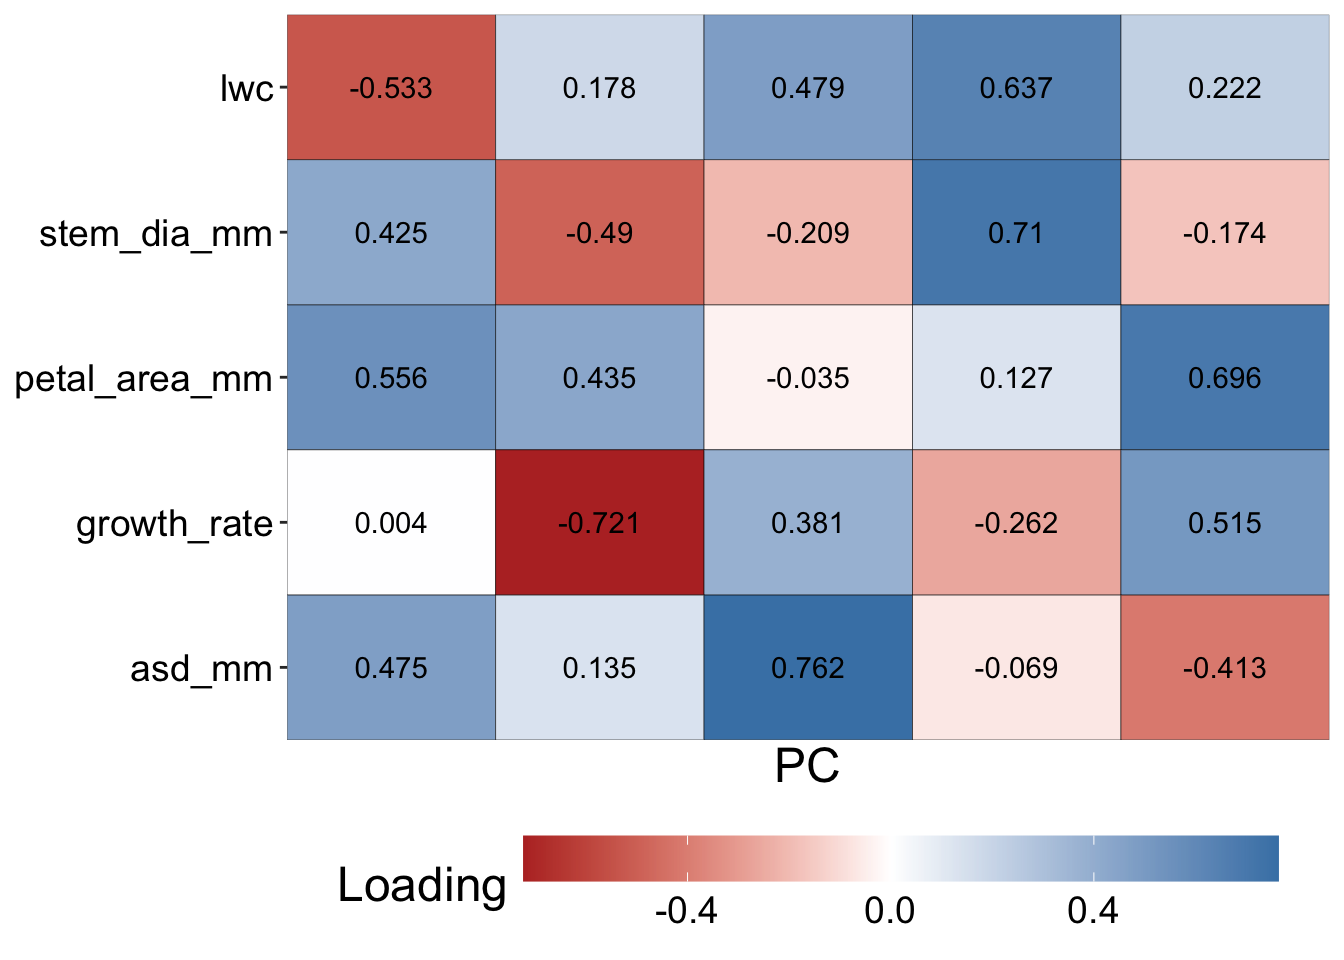 lwc -0.533 0.178 0.479 0.637 0.222
stem_dia_mm 0.425 -0.49 -0.209 0.71 -0.174
petal_area_mm 0.556 0.435 -0.035 0.127 0.696
growth_rate 0.004 -0.721 0.381 -0.262 0.515
asd_mm 0.475 0.135 0.762 -0.069 -0.413
PC
Loading
-0.4 0.0 0.4